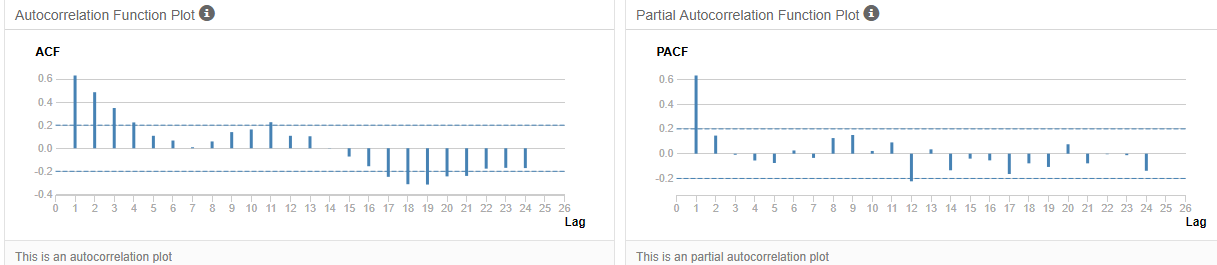 Autocorrelation Function Plot
ACF
0.6
0.4
0.2
0.0
-0.2
-0.4
0 1 2 3 4 5 6 7 8 9 10 11 12 13 14 15 16 17 18 19 20 21 22 23 24 25 26
Lag
This is an autocorrelation plot
Partial Autocorrelation Function Plot
PACF
0.6
0.4
0.2
0.0
-0.2
0 1 2 3 4 5 6 7 8 9 10 11 12 13 14 15 16 17 18 19 20 21 22 23 24 25 26
Lag
This is an partial autocorrelation plot